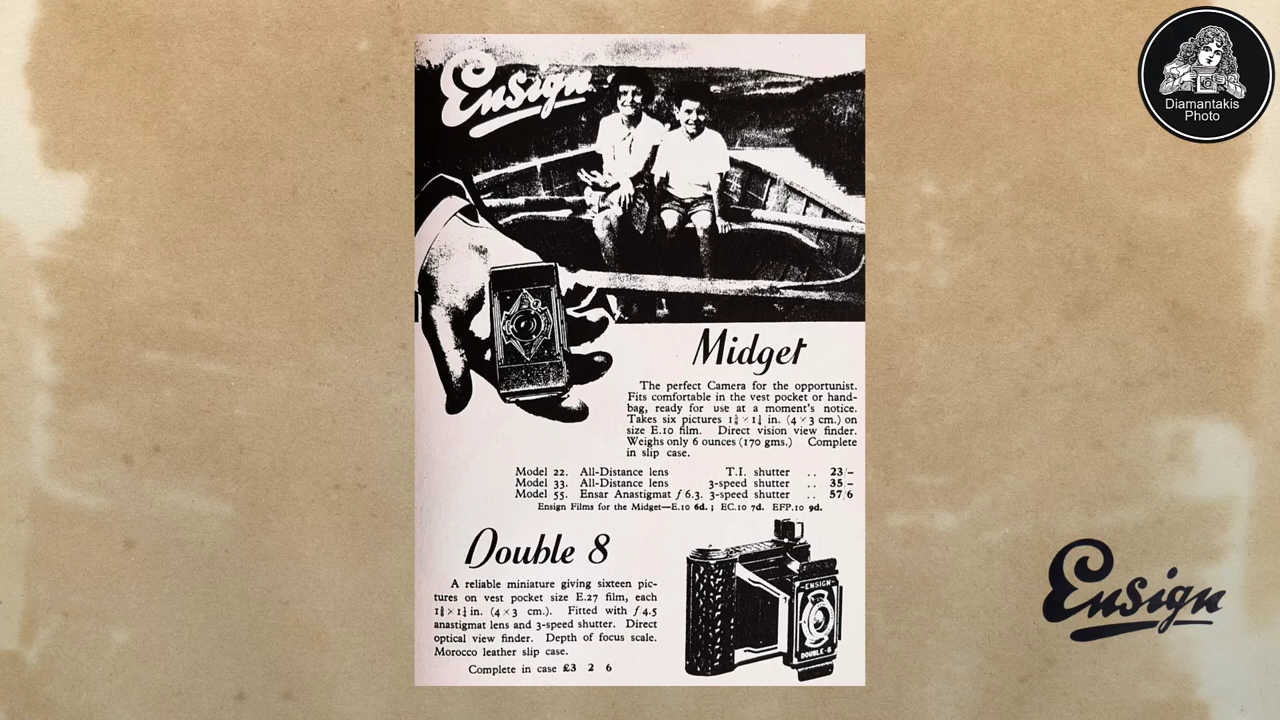 Diamantakis
Photo
Ensign
Midget
The perfect Camera for the opportunist.
Fits comfortable in the vest pocket or hand-
bag, ready for use at a moment's notice.
Takes six pictures 1⅝ × 1¼ in. (4 × 3 cm.) on
size E.10 film. Direct vision view finder.
Weighs only 6 ounces (170 gms.) Complete
in slip case.
Model 22. All-Distance lens T.I. shutter .. 23/–
Model 33. All-Distance lens 3-speed shutter .. 35/–
Model 55. Ensar Anastigmat f 6.3. 3-speed shutter .. 57/6
Ensign Films for the Midget—E.10 6d. ; EC.10 7d. EFP.10 9d.
Double 8
A reliable miniature giving sixteen pic-
tures on vest pocket size E.27 film, each
1⅝ × 1¼ in. (4 × 3 cm.). Fitted with f 4.5
anastigmat lens and 3-speed shutter. Direct
optical view finder. Depth of focus scale.
Morocco leather slip case.
Complete in case £3 2 6
ENSIGN
DOUBLE-8
Ensign